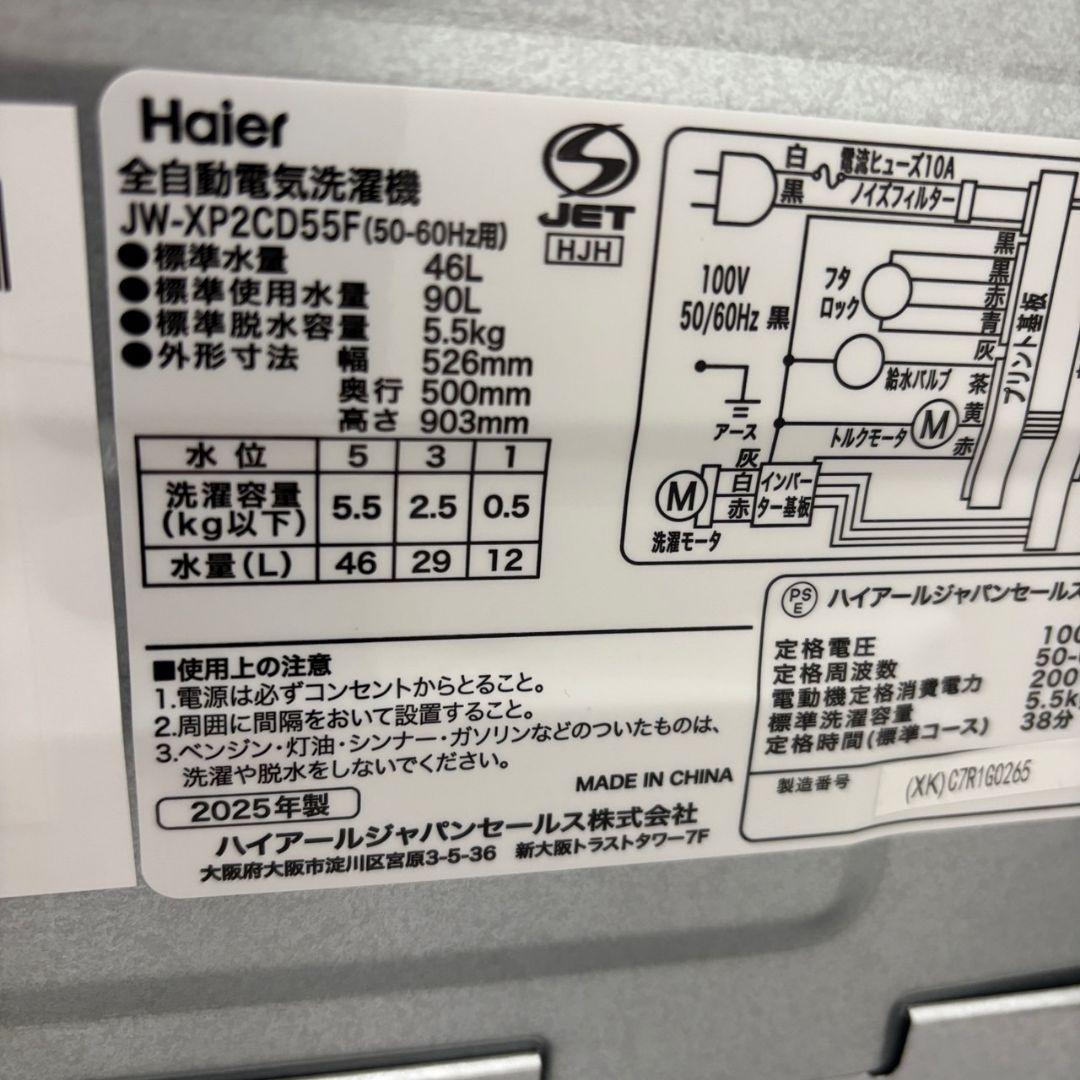 Haier
全自動電気洗濯機
JW-XP2CD55F(50-60Hz用)
●標準水量 46L
●標準使用水量 90L
●標準脱水容量 5.5kg
●外形寸法 幅 526mm
奥行 500mm
高さ 903mm
水位 5 3 1
洗濯容量(kg以下) 5.5 2.5 0.5
水量(L) 46 29 12
■使用上の注意
1.電源は必ずコンセントからとること。
2.周囲に間隔をおいて設置すること。
3.ベンジン・灯油・シンナー・ガソリンなどのついたものは、
洗濯や脱水をしないでください。
MADE IN CHINA
2025年製
ハイアールジャパンセールス株式会社
大阪府大阪市淀川区宮原3-5-36 新大阪トラストタワー7F
S
JET
HJH
白
黒
電流ヒューズ10A
ノイズフィルター
100V
50/60Hz
黒
フタ
ロック
黒
黒
赤
青
灰
給水バルブ
茶
黄
赤
トルクモータ
M
プリント基板
アース
灰
白
赤
M
洗濯モータ
インバー
ター基板
PS
E
ハイアールジャパンセールス
定格電圧 100
定格周波数 50-
電動機定格消費電力 200
標準洗濯容量 5.5k
定格時間(標準コース) 38分
製造番号 (XK)C7R1G0265